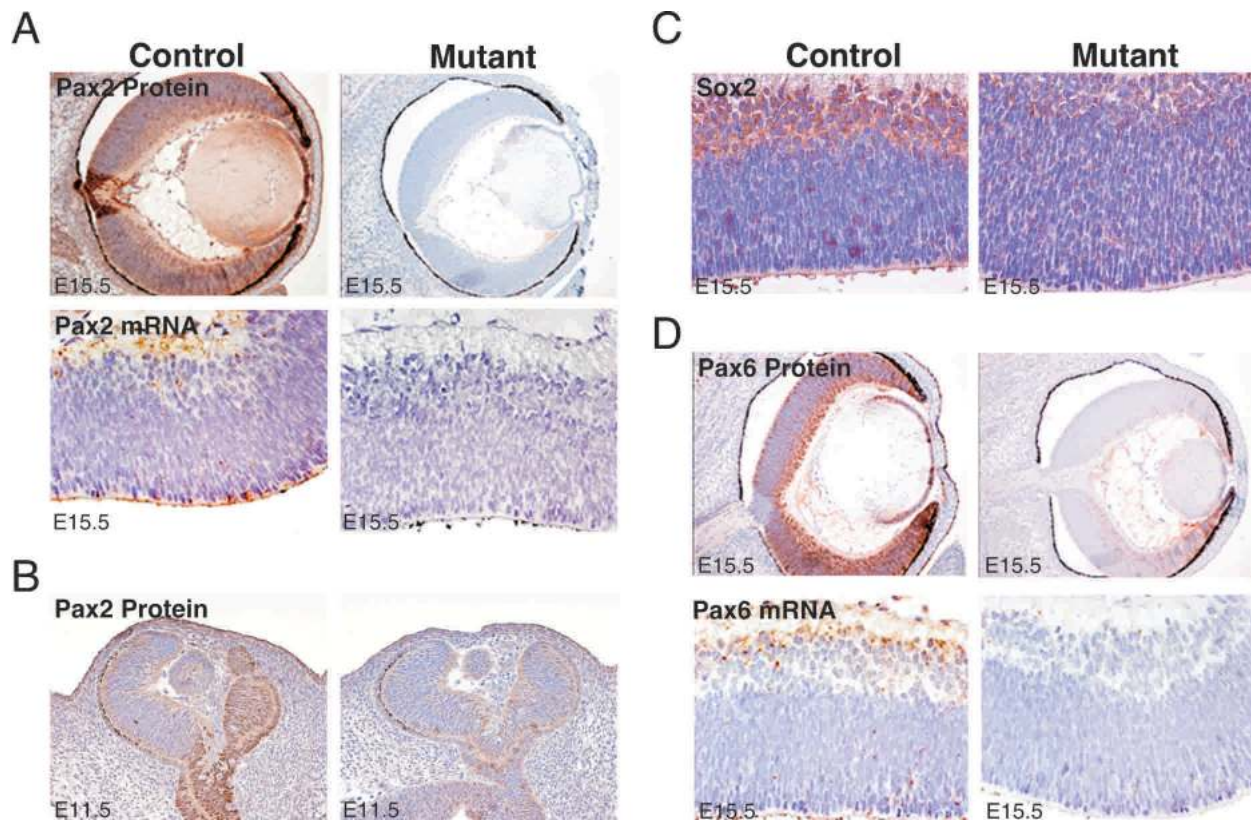 A
Control
Mutant
Pax2 Protein
E15.5
E15.5
Pax2 mRNA
E15.5
E15.5
B
Pax2 Protein
E11.5
E11.5
C
Control
Mutant
Sox2
E15.5
E15.5
D
Pax6 Protein
E15.5
E15.5
Pax6 mRNA
E15.5
E15.5